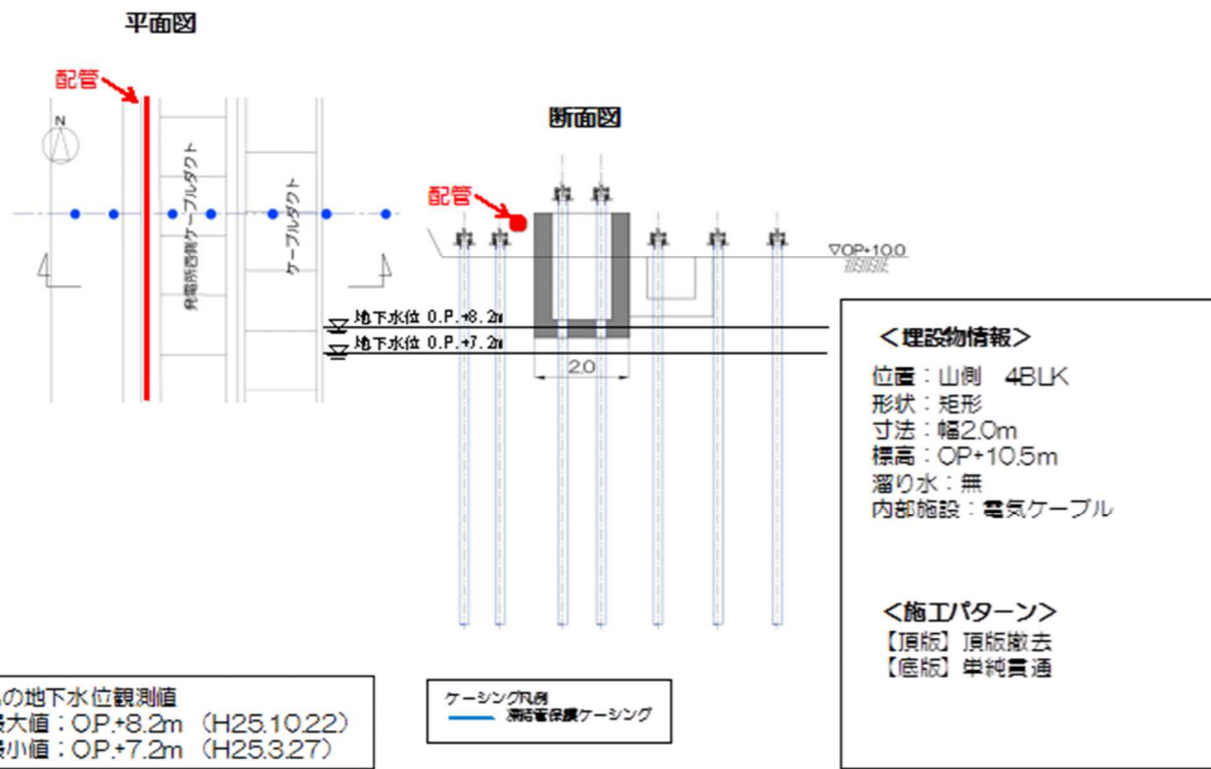 平面図
配管
N
発電所西側ケーブルダクト
ケーブルダクト
断面図
配管
▽OP+10.0
地下水位 O.P.+8.2m
地下水位 O.P.+7.2m
2.0
＜埋設物情報＞
位置：山側　4BLK
形状：矩形
寸法：幅2.0m
標高：OP+10.5m
溜り水：無
内部施設：電気ケーブル
＜施工パターン＞
【頂版】頂版撤去
【底版】単純貫通
の地下水位観測値
最大値：O.P.+8.2m （H25.10.22）
最小値：O.P.+7.2m （H25.3.27）
ケーシング凡例
凍結管保護ケーシング